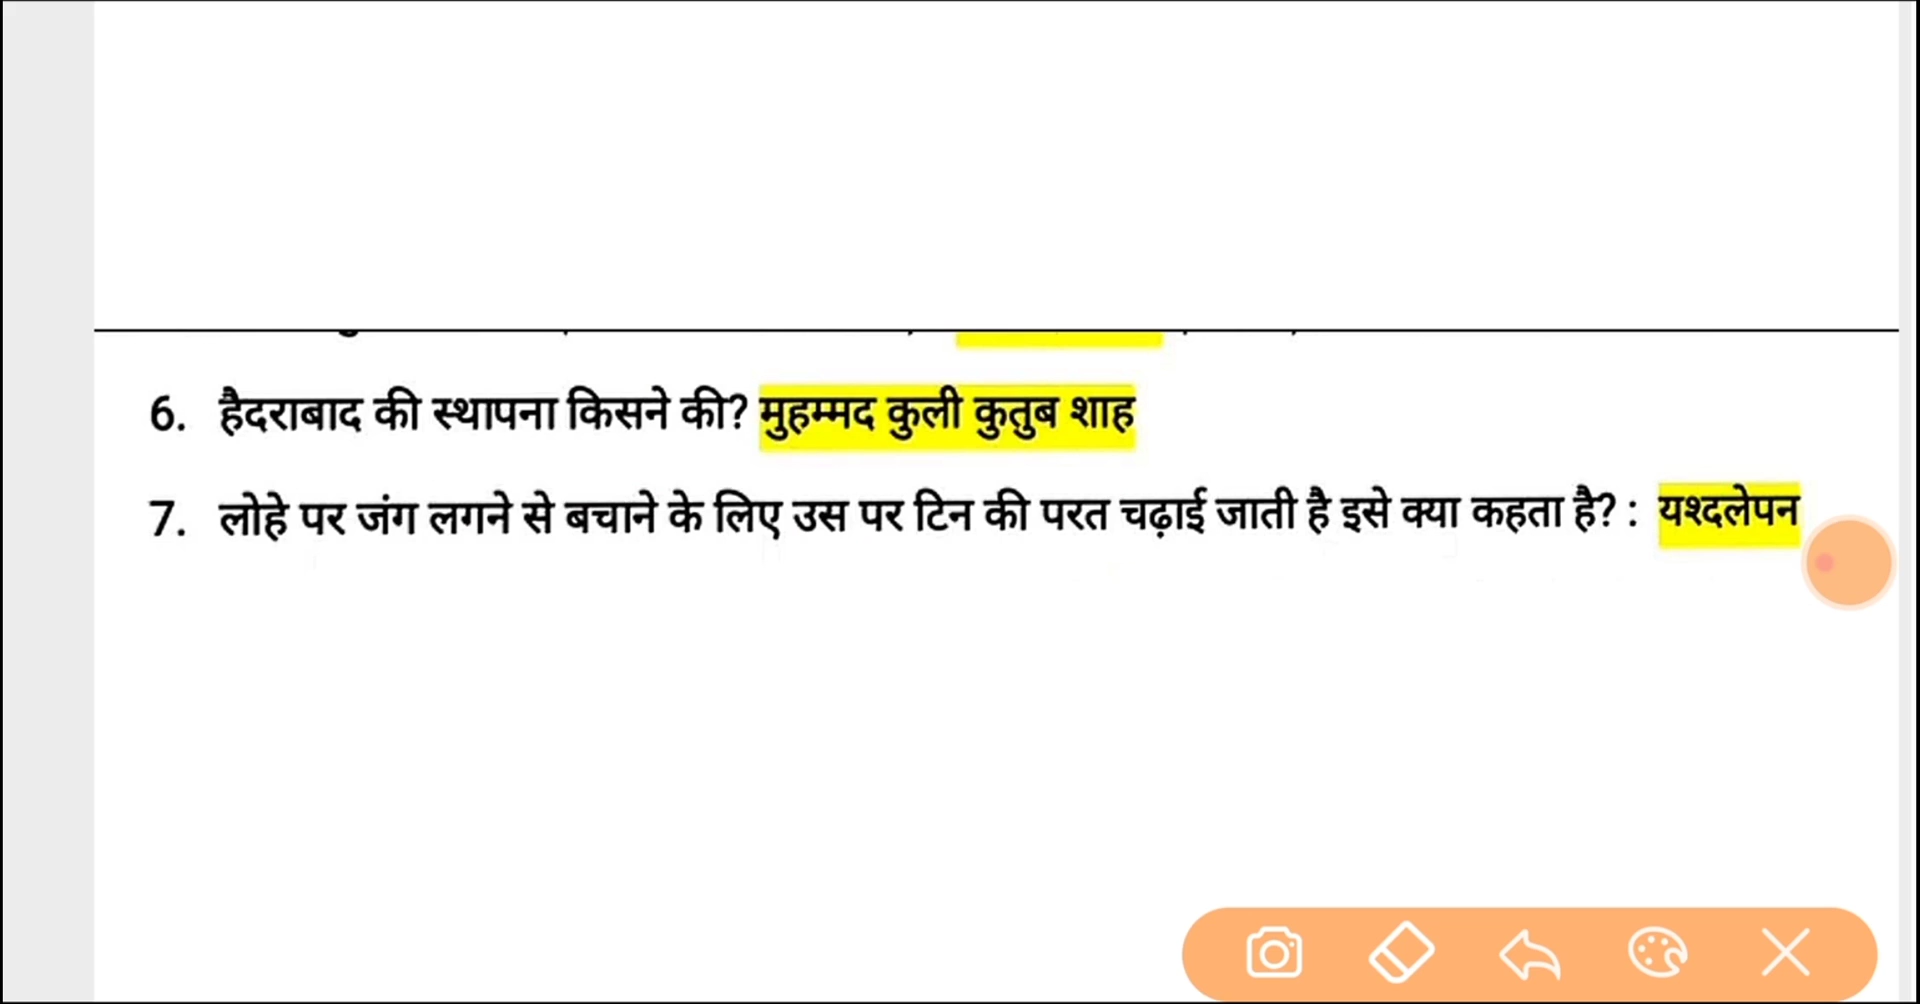 6. हैदराबाद की स्थापना किसने की? मुहम्मद कुली कुतुब शाह
7. लोहे पर जंग लगने से बचाने के लिए उस पर टिन की परत चढ़ाई जाती है इसे क्या कहता है? : यश्दलेपन